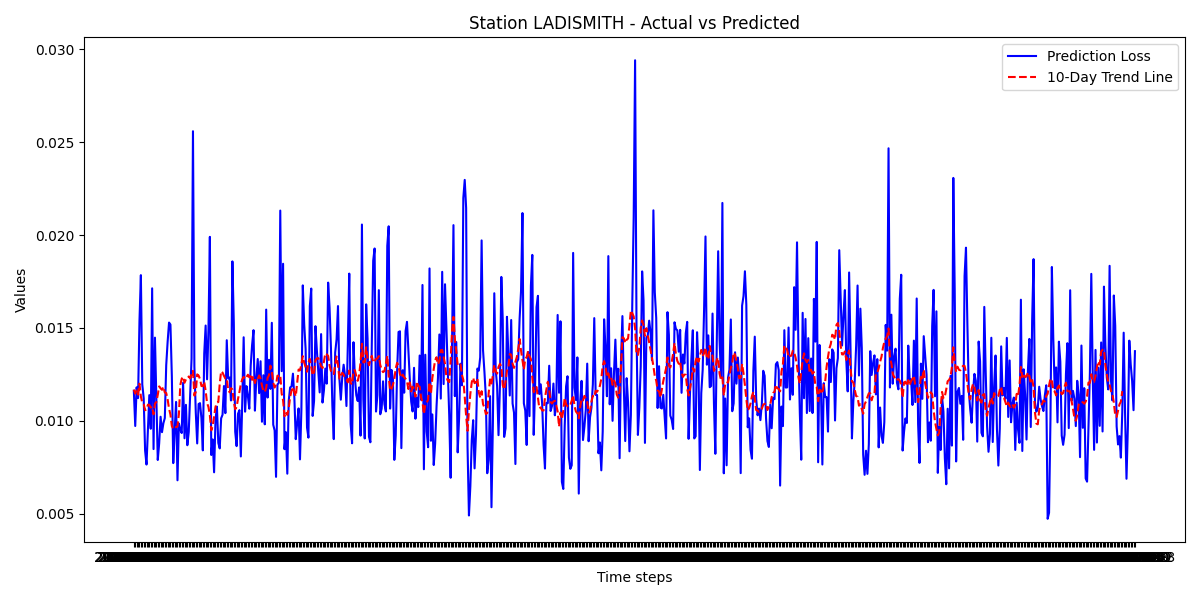 Station LADISMITH - Actual vs Predicted
Prediction Loss
10-Day Trend Line
Values
0.030
0.025
0.020
0.015
0.010
0.005
Time steps